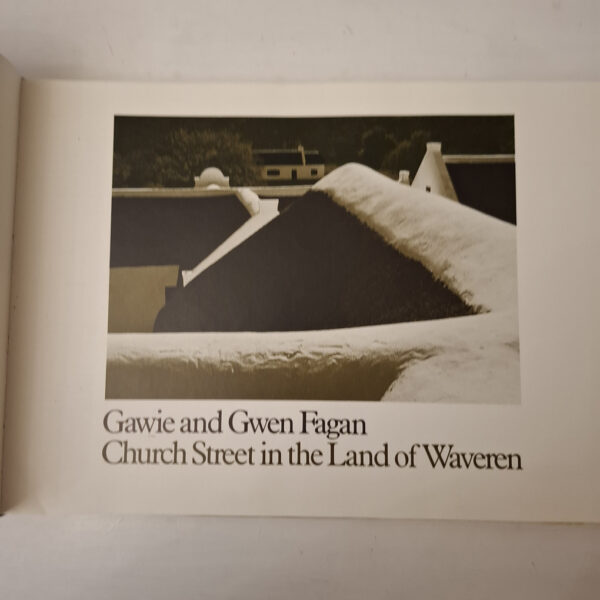 Gawie and Gwen Fagan
Church Street in the Land of Waveren